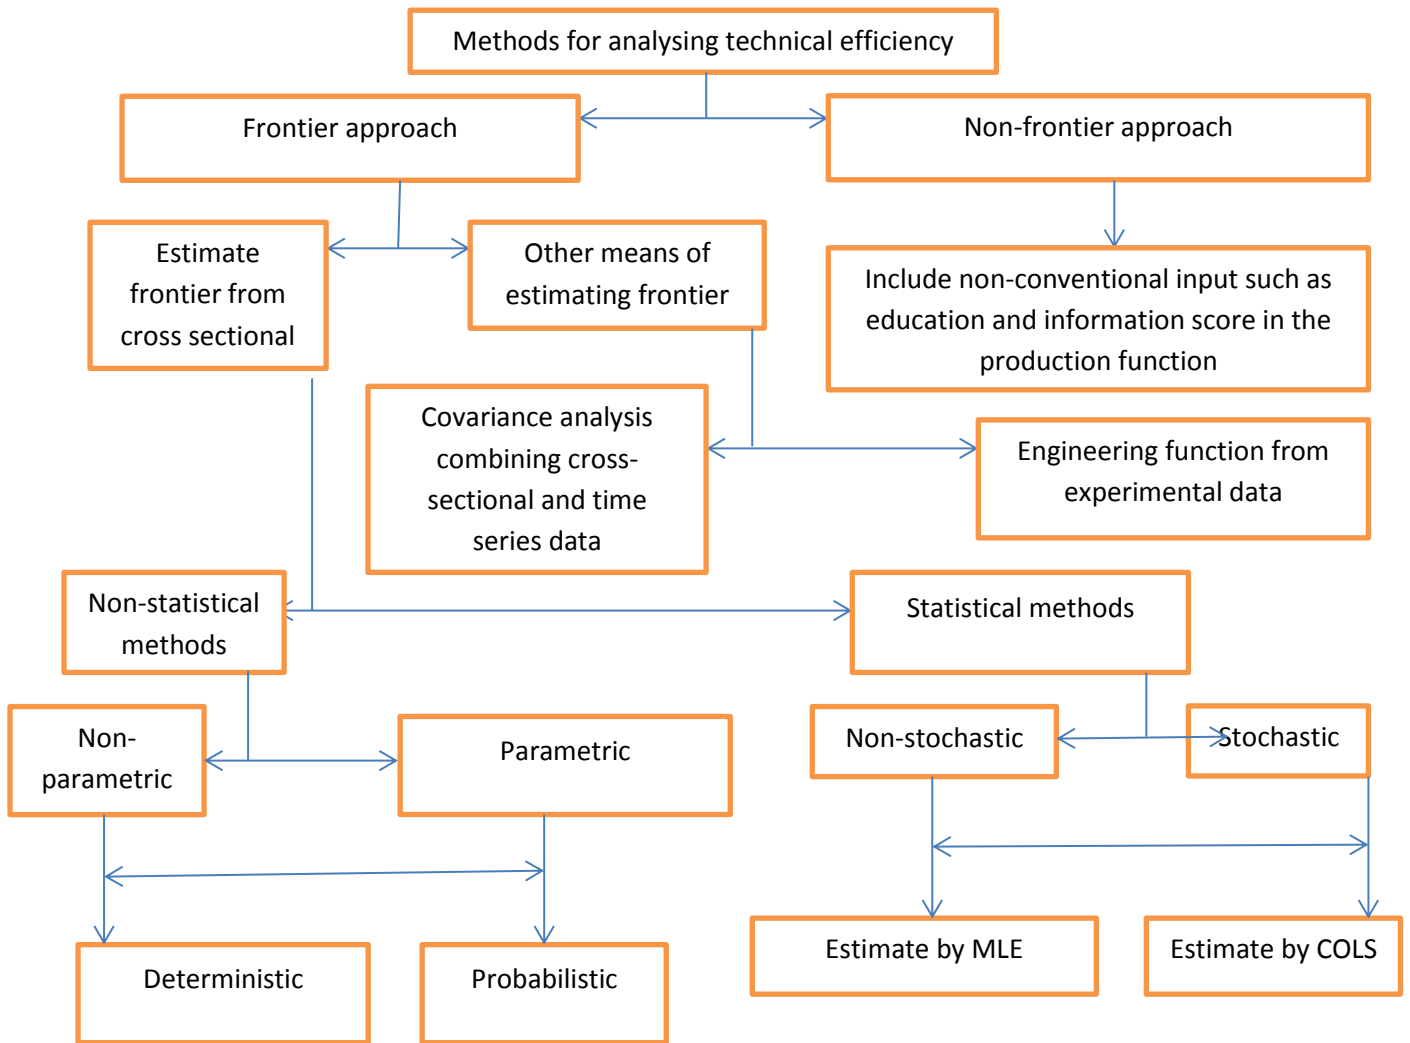 Methods for analysing technical efficiency
Frontier approach
Non-frontier approach
Estimate
frontier from
cross sectional
Other means of
estimating frontier
Include non-conventional input such as
education and information score in the
production function
Covariance analysis
combining cross-
sectional and time
series data
Engineering function from
experimental data
Non-statistical
methods
Statistical methods
Non-
parametric
Parametric
Non-stochastic
Stochastic
Deterministic
Probabilistic
Estimate by MLE
Estimate by COLS